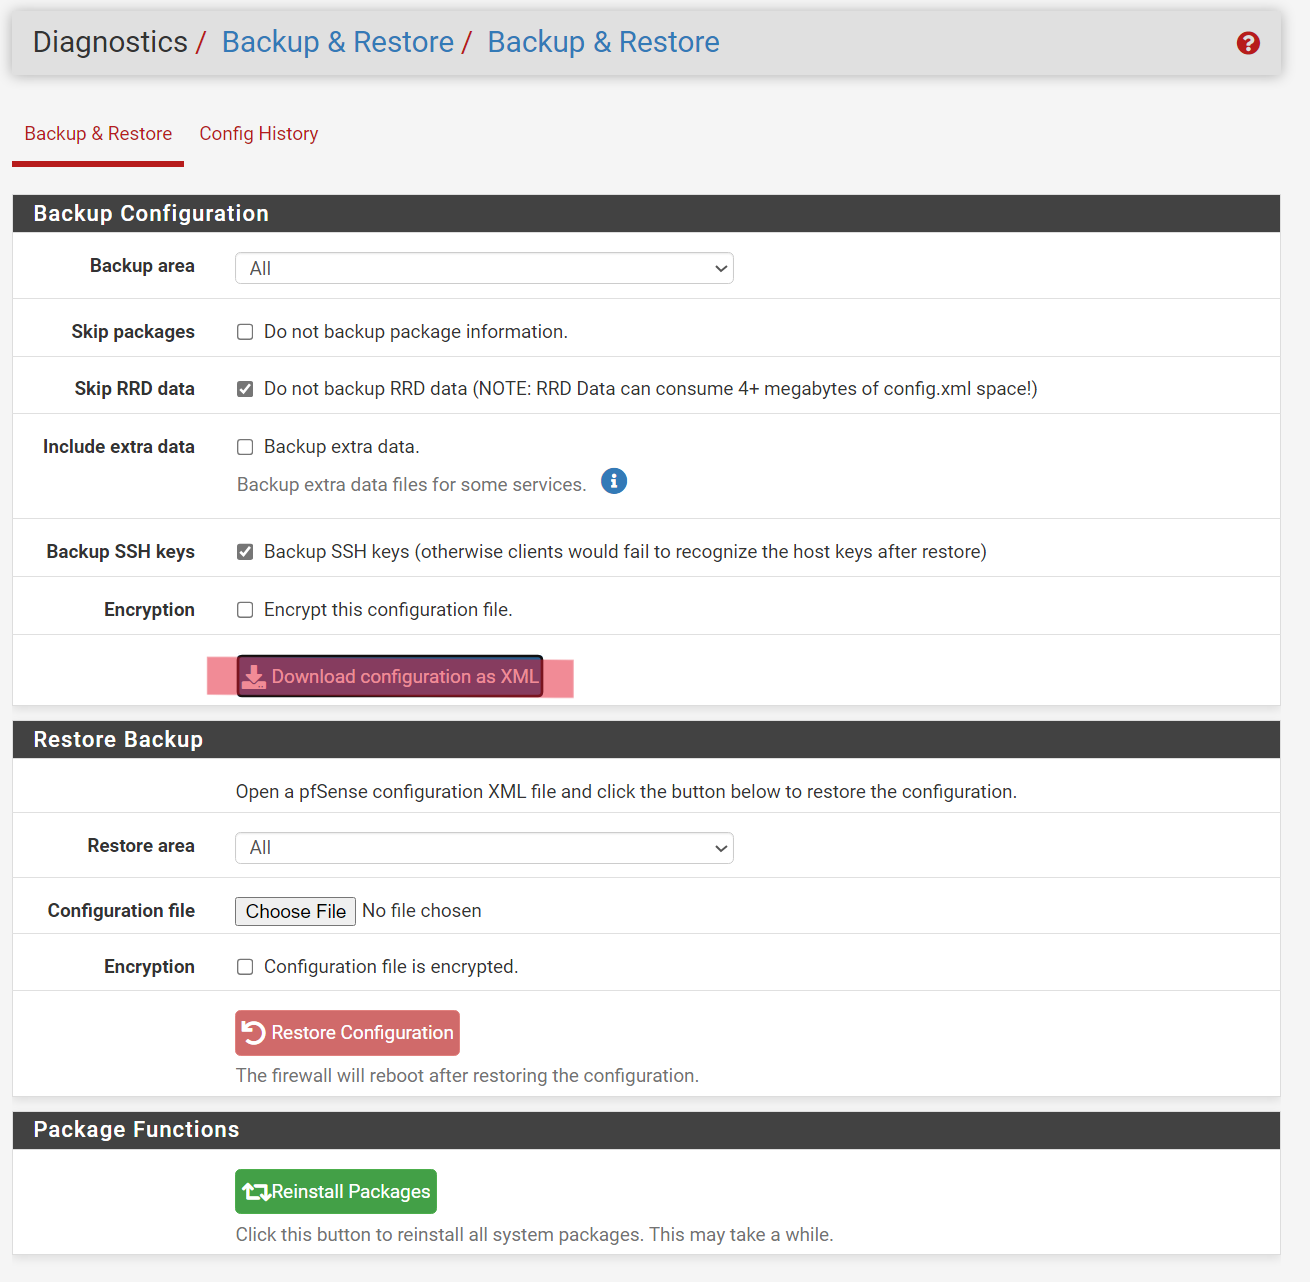 Diagnostics / Backup & Restore / Backup & Restore
Backup & Restore Config History
Backup Configuration
Backup area All
Skip packages Do not backup package information.
Skip RRD data Do not backup RRD data (NOTE: RRD Data can consume 4+ megabytes of config.xml space!)
Include extra data Backup extra data.
Backup extra data files for some services.
Backup SSH keys Backup SSH keys (otherwise clients would fail to recognize the host keys after restore)
Encryption Encrypt this configuration file.
Download configuration as XML
Restore Backup
Open a pfSense configuration XML file and click the button below to restore the configuration.
Restore area All
Configuration file Choose File No file chosen
Encryption Configuration file is encrypted.
Restore Configuration
The firewall will reboot after restoring the configuration.
Package Functions
Reinstall Packages
Click this button to reinstall all system packages. This may take a while.